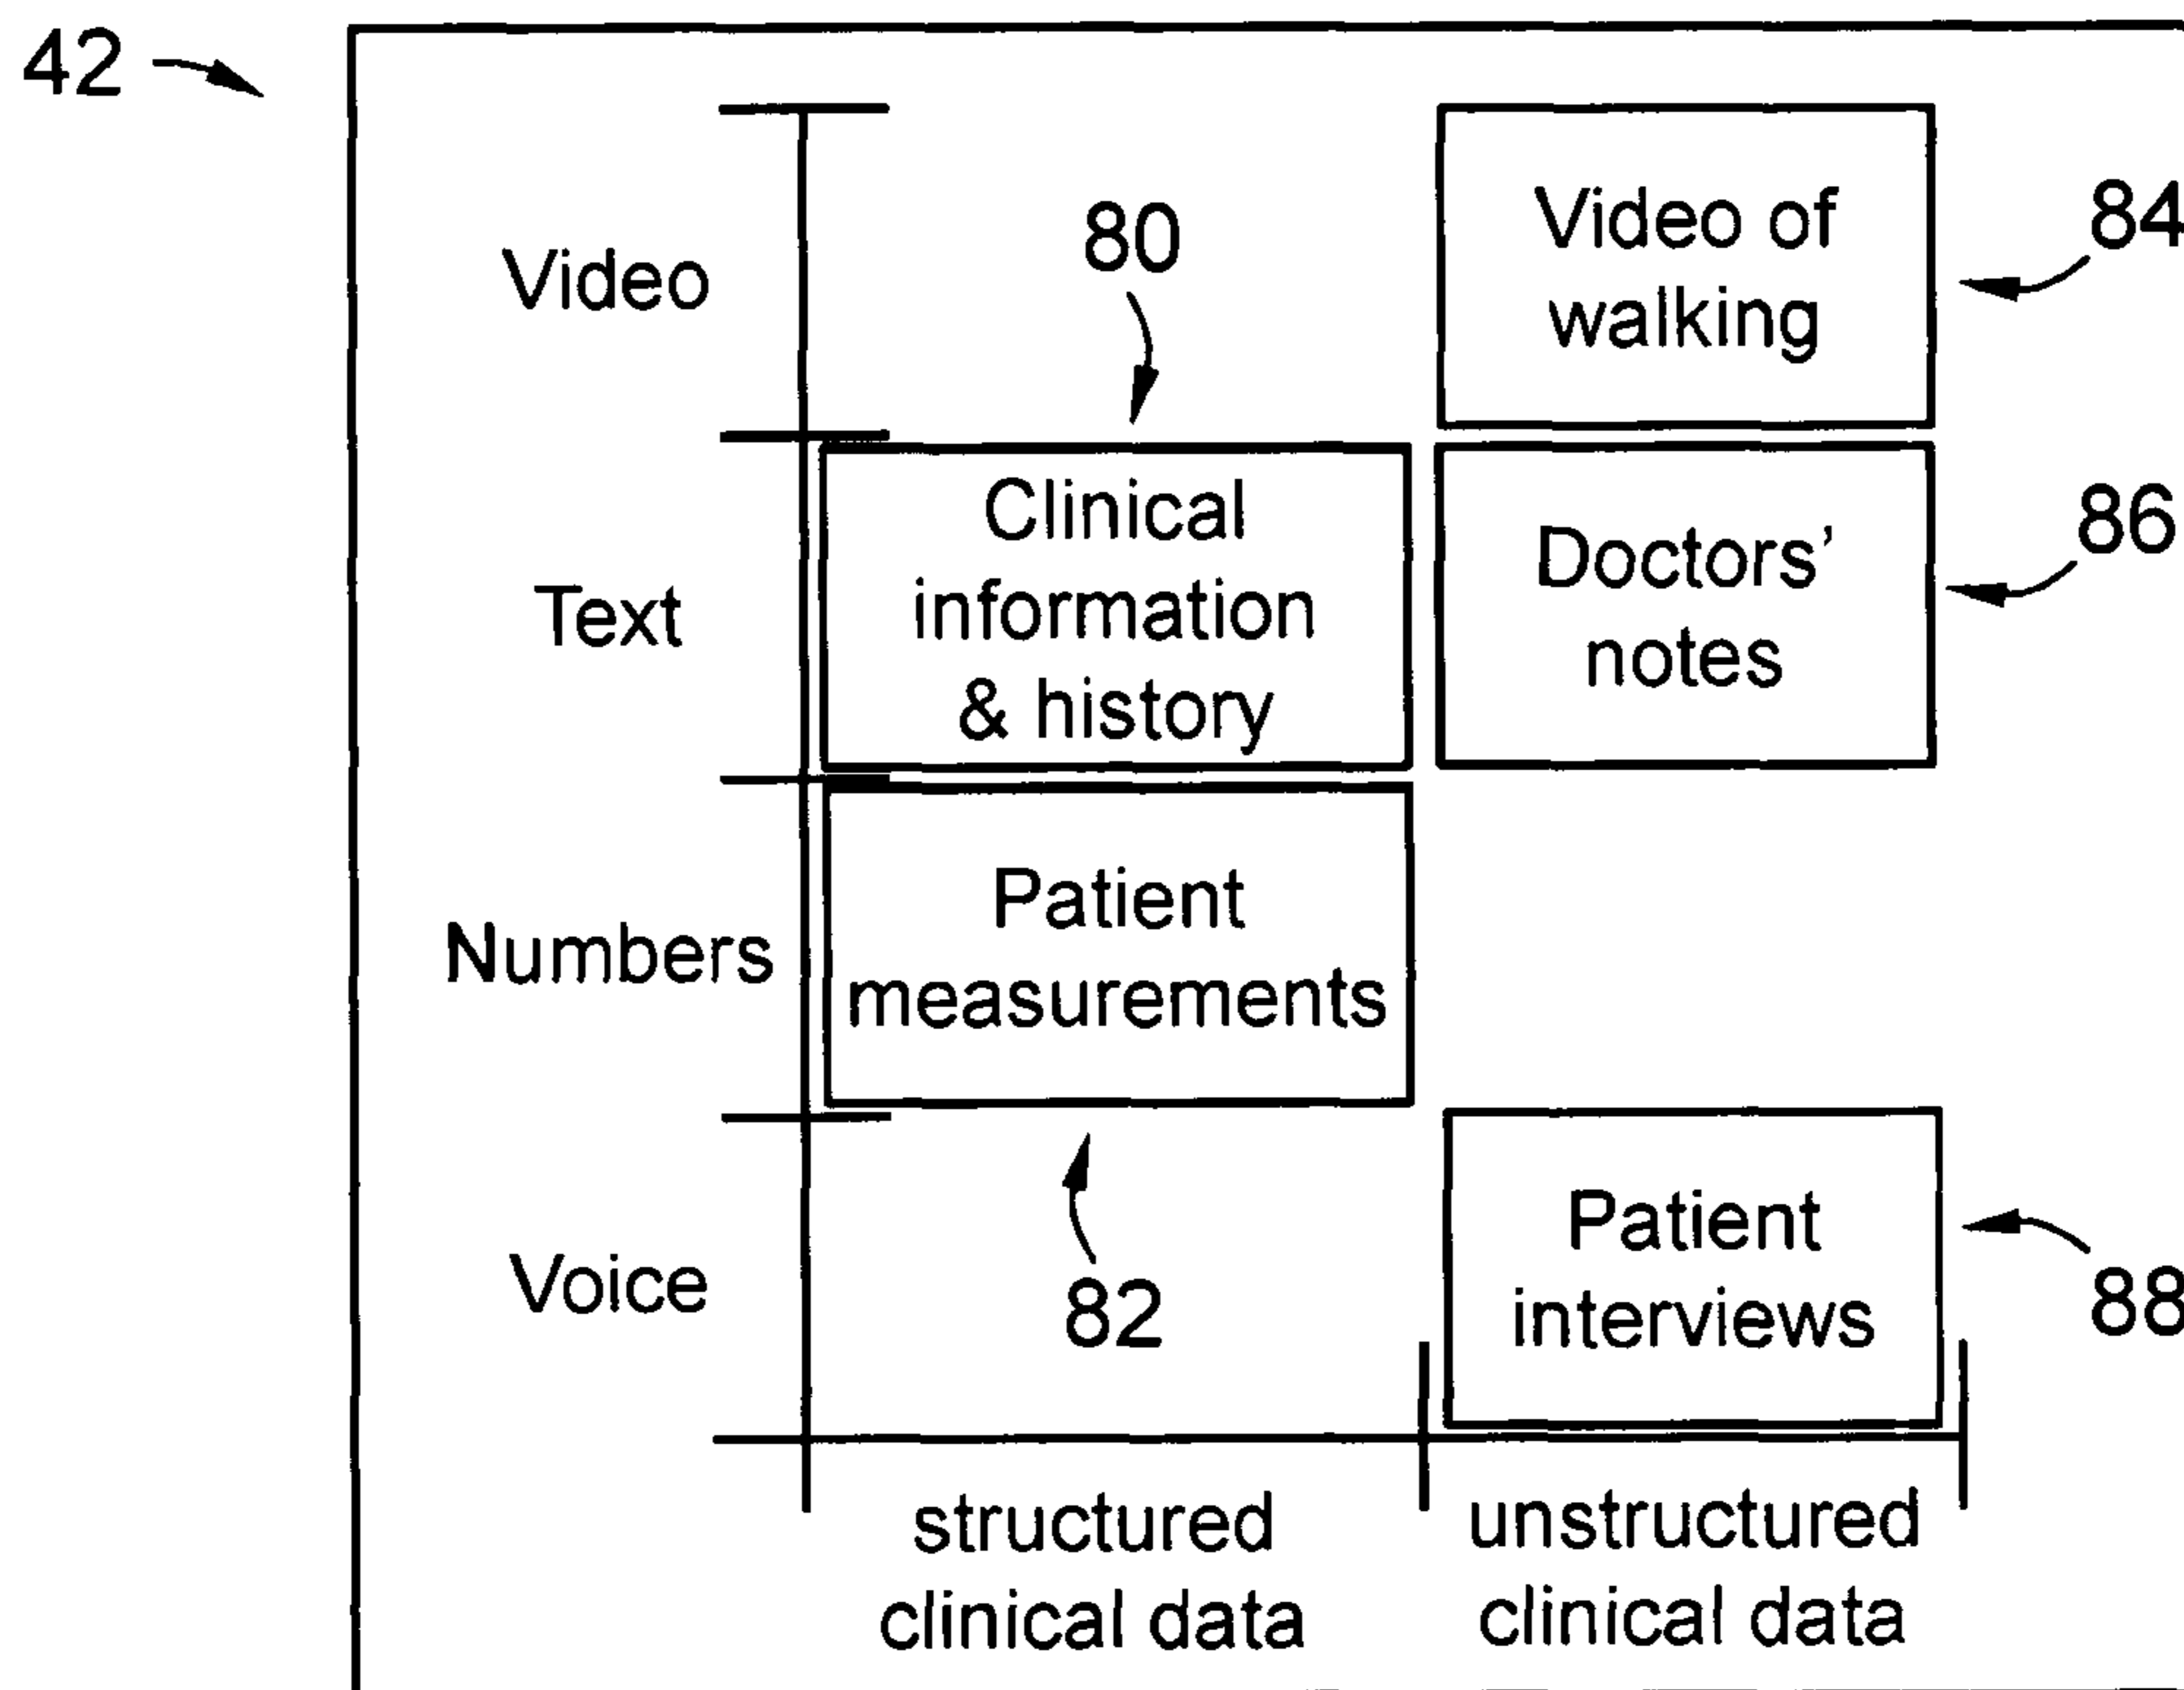 42
Video
80
Video of
walking
84
Text
Clinical
information
& history
Doctors’
notes
86
Numbers
Patient
measurements
Voice
82
Patient
interviews
88
structured
clinical data
unstructured
clinical data